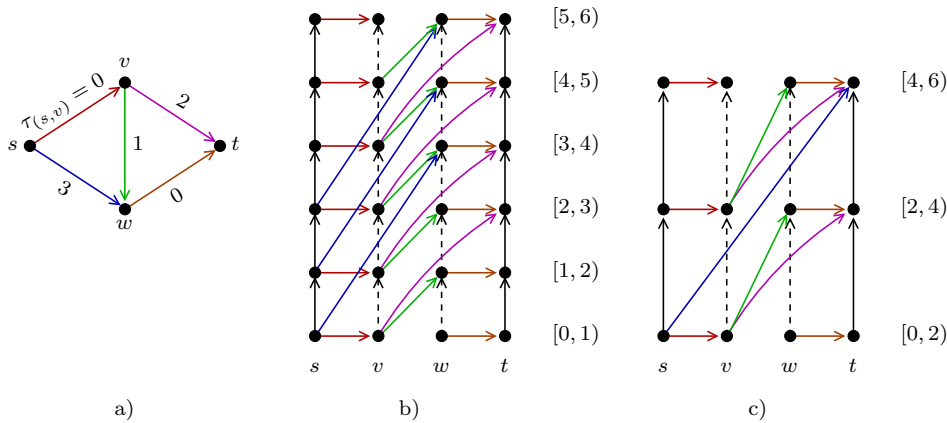 v
τ(s,v) = 0
2
s
1
t
3
0
w
a)
[5, 6)
[4, 5)
[3, 4)
[2, 3)
[1, 2)
[0, 1)
s v w t
b)
[4, 6)
[2, 4)
[0, 2)
s v w t
c)